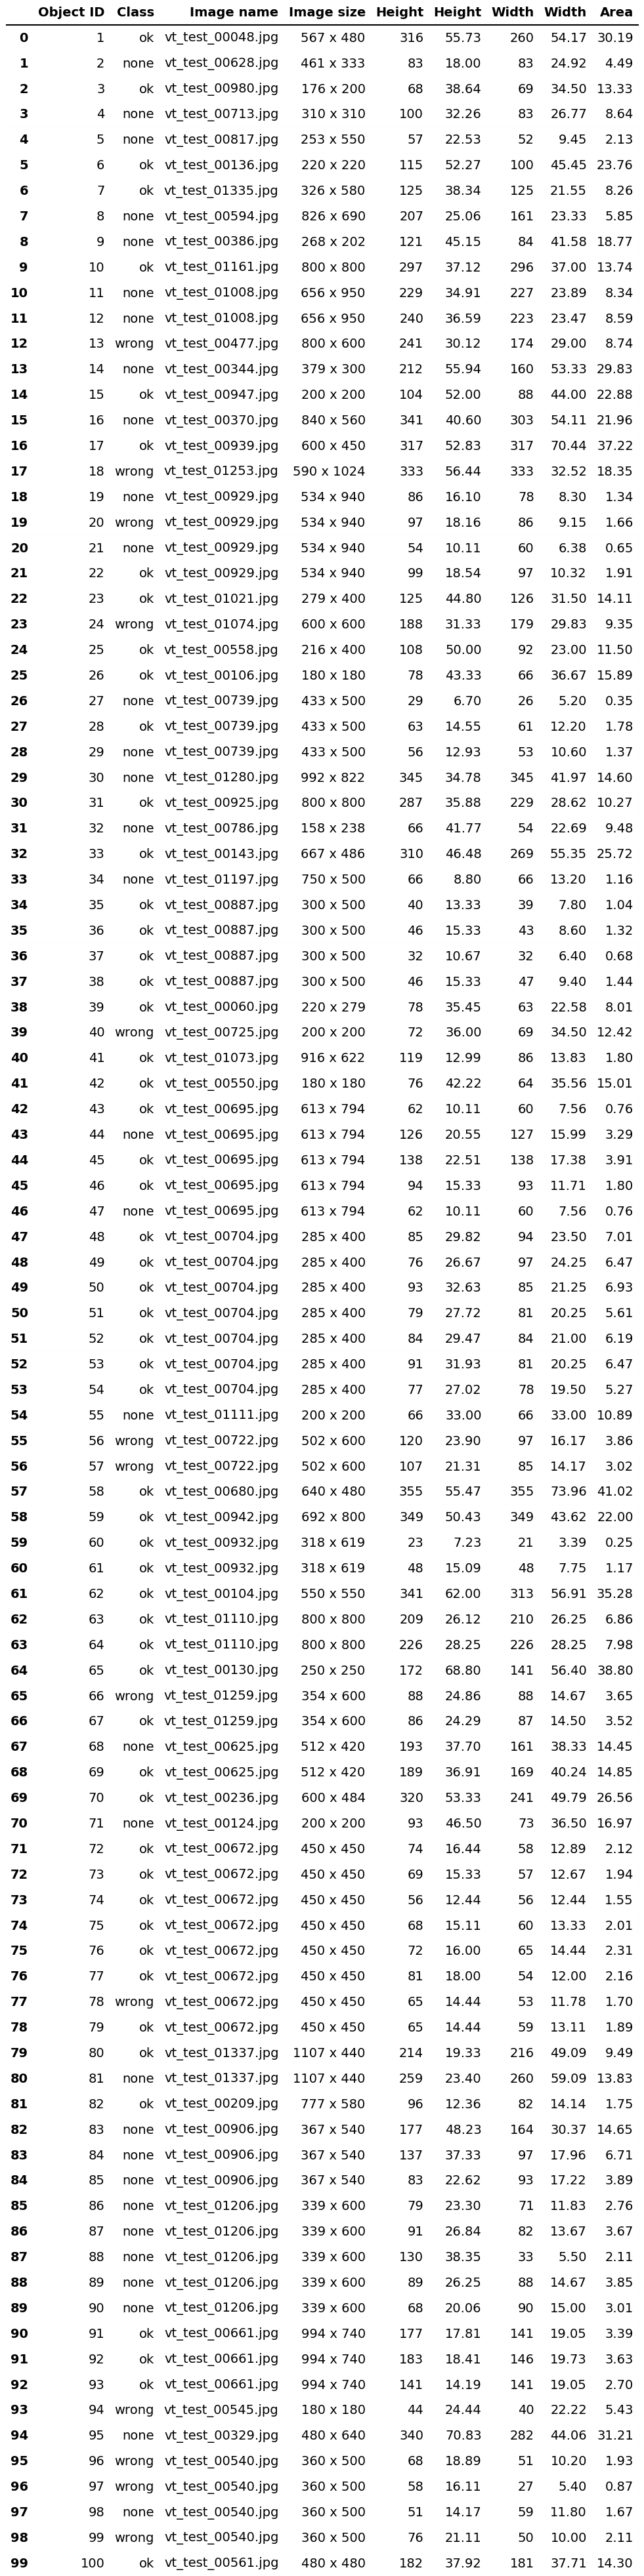 Object ID Class Image name Image size Height Height Width Width Area
0 1 ok vt_test_00048.jpg 567 x 480 316 55.73 260 54.17 30.19
1 2 none vt_test_00628.jpg 461 x 333 83 18.00 83 24.92 4.49
2 3 ok vt_test_00980.jpg 176 x 200 68 38.64 69 34.50 13.33
3 4 none vt_test_00713.jpg 310 x 310 100 32.26 83 26.77 8.64
4 5 none vt_test_00817.jpg 253 x 550 57 22.53 52 9.45 2.13
5 6 ok vt_test_00136.jpg 220 x 220 115 52.27 100 45.45 23.76
6 7 ok vt_test_01335.jpg 326 x 580 125 38.34 125 21.55 8.26
7 8 none vt_test_00594.jpg 826 x 690 207 25.06 161 23.33 5.85
8 9 none vt_test_00386.jpg 268 x 202 121 45.15 84 41.58 18.77
9 10 ok vt_test_01161.jpg 800 x 800 297 37.12 296 37.00 13.74
10 11 none vt_test_01008.jpg 656 x 950 229 34.91 227 23.89 8.34
11 12 none vt_test_01008.jpg 656 x 950 240 36.59 223 23.47 8.59
12 13 wrong vt_test_00477.jpg 800 x 600 241 30.12 174 29.00 8.74
13 14 none vt_test_00344.jpg 379 x 300 212 55.94 160 53.33 29.83
14 15 ok vt_test_00947.jpg 200 x 200 104 52.00 88 44.00 22.88
15 16 none vt_test_00370.jpg 840 x 560 341 40.60 303 54.11 21.96
16 17 ok vt_test_00939.jpg 600 x 450 317 52.83 317 70.44 37.22
17 18 wrong vt_test_01253.jpg 590 x 1024 333 56.44 333 32.52 18.35
18 19 none vt_test_00929.jpg 534 x 940 86 16.10 78 8.30 1.34
19 20 wrong vt_test_00929.jpg 534 x 940 97 18.16 86 9.15 1.66
20 21 none vt_test_00929.jpg 534 x 940 54 10.11 60 6.38 0.65
21 22 ok vt_test_00929.jpg 534 x 940 99 18.54 97 10.32 1.91
22 23 ok vt_test_01021.jpg 279 x 400 125 44.80 126 31.50 14.11
23 24 wrong vt_test_01074.jpg 600 x 600 188 31.33 179 29.83 9.35
24 25 ok vt_test_00558.jpg 216 x 400 108 50.00 92 23.00 11.50
25 26 ok vt_test_00106.jpg 180 x 180 78 43.33 66 36.67 15.89
26 27 none vt_test_00739.jpg 433 x 500 29 6.70 26 5.20 0.35
27 28 ok vt_test_00739.jpg 433 x 500 63 14.55 61 12.20 1.78
28 29 none vt_test_00739.jpg 433 x 500 56 12.93 53 10.60 1.37
29 30 none vt_test_01280.jpg 992 x 822 345 34.78 345 41.97 14.60
30 31 ok vt_test_00925.jpg 800 x 800 287 35.88 229 28.62 10.27
31 32 none vt_test_00786.jpg 158 x 238 66 41.77 54 22.69 9.48
32 33 ok vt_test_00143.jpg 667 x 486 310 46.48 269 55.35 25.72
33 34 none vt_test_01197.jpg 750 x 500 66 8.80 66 13.20 1.16
34 35 ok vt_test_00887.jpg 300 x 500 40 13.33 39 7.80 1.04
35 36 ok vt_test_00887.jpg 300 x 500 46 15.33 43 8.60 1.32
36 37 ok vt_test_00887.jpg 300 x 500 32 10.67 32 6.40 0.68
37 38 ok vt_test_00887.jpg 300 x 500 46 15.33 47 9.40 1.44
38 39 ok vt_test_00060.jpg 220 x 279 78 35.45 63 22.58 8.01
39 40 wrong vt_test_00725.jpg 200 x 200 72 36.00 69 34.50 12.42
40 41 ok vt_test_01073.jpg 916 x 622 119 12.99 86 13.83 1.80
41 42 ok vt_test_00550.jpg 180 x 180 76 42.22 64 35.56 15.01
42 43 ok vt_test_00695.jpg 613 x 794 62 10.11 60 7.56 0.76
43 44 none vt_test_00695.jpg 613 x 794 126 20.55 127 15.99 3.29
44 45 ok vt_test_00695.jpg 613 x 794 138 22.51 138 17.38 3.91
45 46 ok vt_test_00695.jpg 613 x 794 94 15.33 93 11.71 1.80
46 47 none vt_test_00695.jpg 613 x 794 62 10.11 60 7.56 0.76
47 48 ok vt_test_00704.jpg 285 x 400 85 29.82 94 23.50 7.01
48 49 ok vt_test_00704.jpg 285 x 400 76 26.67 97 24.25 6.47
49 50 ok vt_test_00704.jpg 285 x 400 93 32.63 85 21.25 6.93
50 51 ok vt_test_00704.jpg 285 x 400 79 27.72 81 20.25 5.61
51 52 ok vt_test_00704.jpg 285 x 400 84 29.47 84 21.00 6.19
52 53 ok vt_test_00704.jpg 285 x 400 91 31.93 81 20.25 6.47
53 54 ok vt_test_00704.jpg 285 x 400 77 27.02 78 19.50 5.27
54 55 none vt_test_01111.jpg 200 x 200 66 33.00 66 33.00 10.89
55 56 wrong vt_test_00722.jpg 502 x 600 120 23.90 97 16.17 3.86
56 57 wrong vt_test_00722.jpg 502 x 600 107 21.31 85 14.17 3.02
57 58 ok vt_test_00680.jpg 640 x 480 355 55.47 355 73.96 41.02
58 59 ok vt_test_00942.jpg 692 x 800 349 50.43 349 43.62 22.00
59 60 ok vt_test_00932.jpg 318 x 619 23 7.23 21 3.39 0.25
60 61 ok vt_test_00932.jpg 318 x 619 48 15.09 48 7.75 1.17
61 62 ok vt_test_00104.jpg 550 x 550 341 62.00 313 56.91 35.28
62 63 ok vt_test_01110.jpg 800 x 800 209 26.12 210 26.25 6.86
63 64 ok vt_test_01110.jpg 800 x 800 226 28.25 226 28.25 7.98
64 65 ok vt_test_00130.jpg 250 x 250 172 68.80 141 56.40 38.80
65 66 wrong vt_test_01259.jpg 354 x 600 88 24.86 88 14.67 3.65
66 67 ok vt_test_01259.jpg 354 x 600 86 24.29 87 14.50 3.52
67 68 none vt_test_00625.jpg 512 x 420 193 37.70 161 38.33 14.45
68 69 ok vt_test_00625.jpg 512 x 420 189 36.91 169 40.24 14.85
69 70 ok vt_test_00236.jpg 600 x 484 320 53.33 241 49.79 26.56
70 71 none vt_test_00124.jpg 200 x 200 93 46.50 73 36.50 16.97
71 72 ok vt_test_00672.jpg 450 x 450 74 16.44 58 12.89 2.12
72 73 ok vt_test_00672.jpg 450 x 450 69 15.33 57 12.67 1.94
73 74 ok vt_test_00672.jpg 450 x 450 56 12.44 56 12.44 1.55
74 75 ok vt_test_00672.jpg 450 x 450 68 15.11 60 13.33 2.01
75 76 ok vt_test_00672.jpg 450 x 450 72 16.00 65 14.44 2.31
76 77 ok vt_test_00672.jpg 450 x 450 81 18.00 54 12.00 2.16
77 78 wrong vt_test_00672.jpg 450 x 450 65 14.44 53 11.78 1.70
78 79 ok vt_test_00672.jpg 450 x 450 65 14.44 59 13.11 1.89
79 80 ok vt_test_01337.jpg 1107 x 440 214 19.33 216 49.09 9.49
80 81 none vt_test_01337.jpg 1107 x 440 259 23.40 260 59.09 13.83
81 82 ok vt_test_00209.jpg 777 x 580 96 12.36 82 14.14 1.75
82 83 none vt_test_00906.jpg 367 x 540 177 48.23 164 30.37 14.65
83 84 none vt_test_00906.jpg 367 x 540 137 37.33 97 17.96 6.71
84 85 none vt_test_00906.jpg 367 x 540 83 22.62 93 17.22 3.89
85 86 none vt_test_01206.jpg 339 x 600 79 23.30 71 11.83 2.76
86 87 none vt_test_01206.jpg 339 x 600 91 26.84 82 13.67 3.67
87 88 none vt_test_01206.jpg 339 x 600 130 38.35 33 5.50 2.11
88 89 none vt_test_01206.jpg 339 x 600 89 26.25 88 14.67 3.85
89 90 none vt_test_01206.jpg 339 x 600 68 20.06 90 15.00 3.01
90 91 ok vt_test_00661.jpg 994 x 740 177 17.81 141 19.05 3.39
91 92 ok vt_test_00661.jpg 994 x 740 183 18.41 146 19.73 3.63
92 93 ok vt_test_00661.jpg 994 x 740 141 14.19 141 19.05 2.70
93 94 wrong vt_test_00545.jpg 180 x 180 44 24.44 40 22.22 5.43
94 95 none vt_test_00329.jpg 480 x 640 340 70.83 282 44.06 31.21
95 96 wrong vt_test_00540.jpg 360 x 500 68 18.89 51 10.20 1.93
96 97 wrong vt_test_00540.jpg 360 x 500 58 16.11 27 5.40 0.87
97 98 none vt_test_00540.jpg 360 x 500 51 14.17 59 11.80 1.67
98 99 wrong vt_test_00540.jpg 360 x 500 76 21.11 50 10.00 2.11
99 100 ok vt_test_00561.jpg 480 x 480 182 37.92 181 37.71 14.30